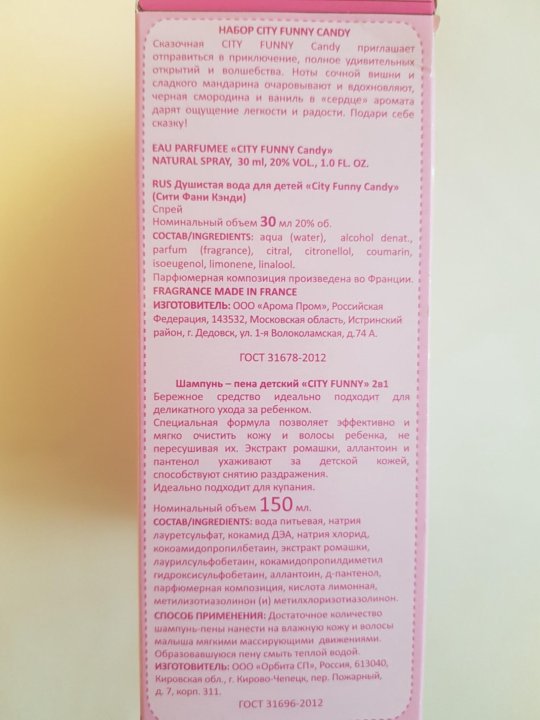 НАБОР CITY FUNNY CANDY
Сказочная CITY FUNNY Candy приглашает
отправиться в приключение, полное удивительных
открытий и волшебства. Ноты сочной вишни и
сладкого мандарина очаровывают и вдохновляют,
черная смородина и ваниль в «сердце» аромата
дарят ощущение легкости и радости. Подари себе
сказку!
EAU PARFUMEE «CITY FUNNY Candy»
NATURAL SPRAY, 30 ml, 20% VOL., 1.0 FL. OZ.
RUS Душистая вода для детей «City Funny Candy»
(Сити Фани Кэнди)
Спрей
Номинальный объем 30 мл 20% об.
СОСТАВ/INGREDIENTS: aqua (water), alcohol denat.,
parfum (fragrance), citral, citronellol, coumarin,
isoeugenol, limonene, linalool.
Парфюмерная композиция произведена во Франции.
FRAGRANCE MADE IN FRANCE
ИЗГОТОВИТЕЛЬ: ООО «Арома Пром», Российская
Федерация, 143532, Московская область, Истринский
район, г. Дедовск, ул. 1-я Волоколамская, д.74 А.
ГОСТ 31678-2012
Шампунь – пена детский «CITY FUNNY» 2в1
Бережное средство идеально подходит для
деликатного ухода за ребенком.
Специальная формула позволяет эффективно и
мягко очистить кожу и волосы ребенка, не
пересушивая их. Экстракт ромашки, аллантоин и
пантенол ухаживают за детской кожей,
способствуют снятию раздражения.
Идеально подходит для купания.
Номинальный объем 150 мл.
СОСТАВ/INGREDIENTS: вода питьевая, натрия
лауретсульфат, кокамид ДЭА, натрия хлорид,
кокоамидопропилбетаин, экстракт ромашки,
лаурилсульфобетаин, кокамидопропилдиметил
гидроксисульфобетаин, аллантоин, д-пантенол,
парфюмерная композиция, кислота лимонная,
метилизотиазолинон (и) метилхлоризотиазолинон.
СПОСОБ ПРИМЕНЕНИЯ: Достаточное количество
шампунь-пены нанести на влажную кожу и волосы
малыша мягкими массирующими движениями.
Образовавшуюся пену смыть теплой водой.
ИЗГОТОВИТЕЛЬ: ООО «Орбита СП», Россия, 613040,
Кировская обл., г. Кирово-Чепецк, пер. Пожарный,
д. 7, корп. 311.
ГОСТ 31696-2012